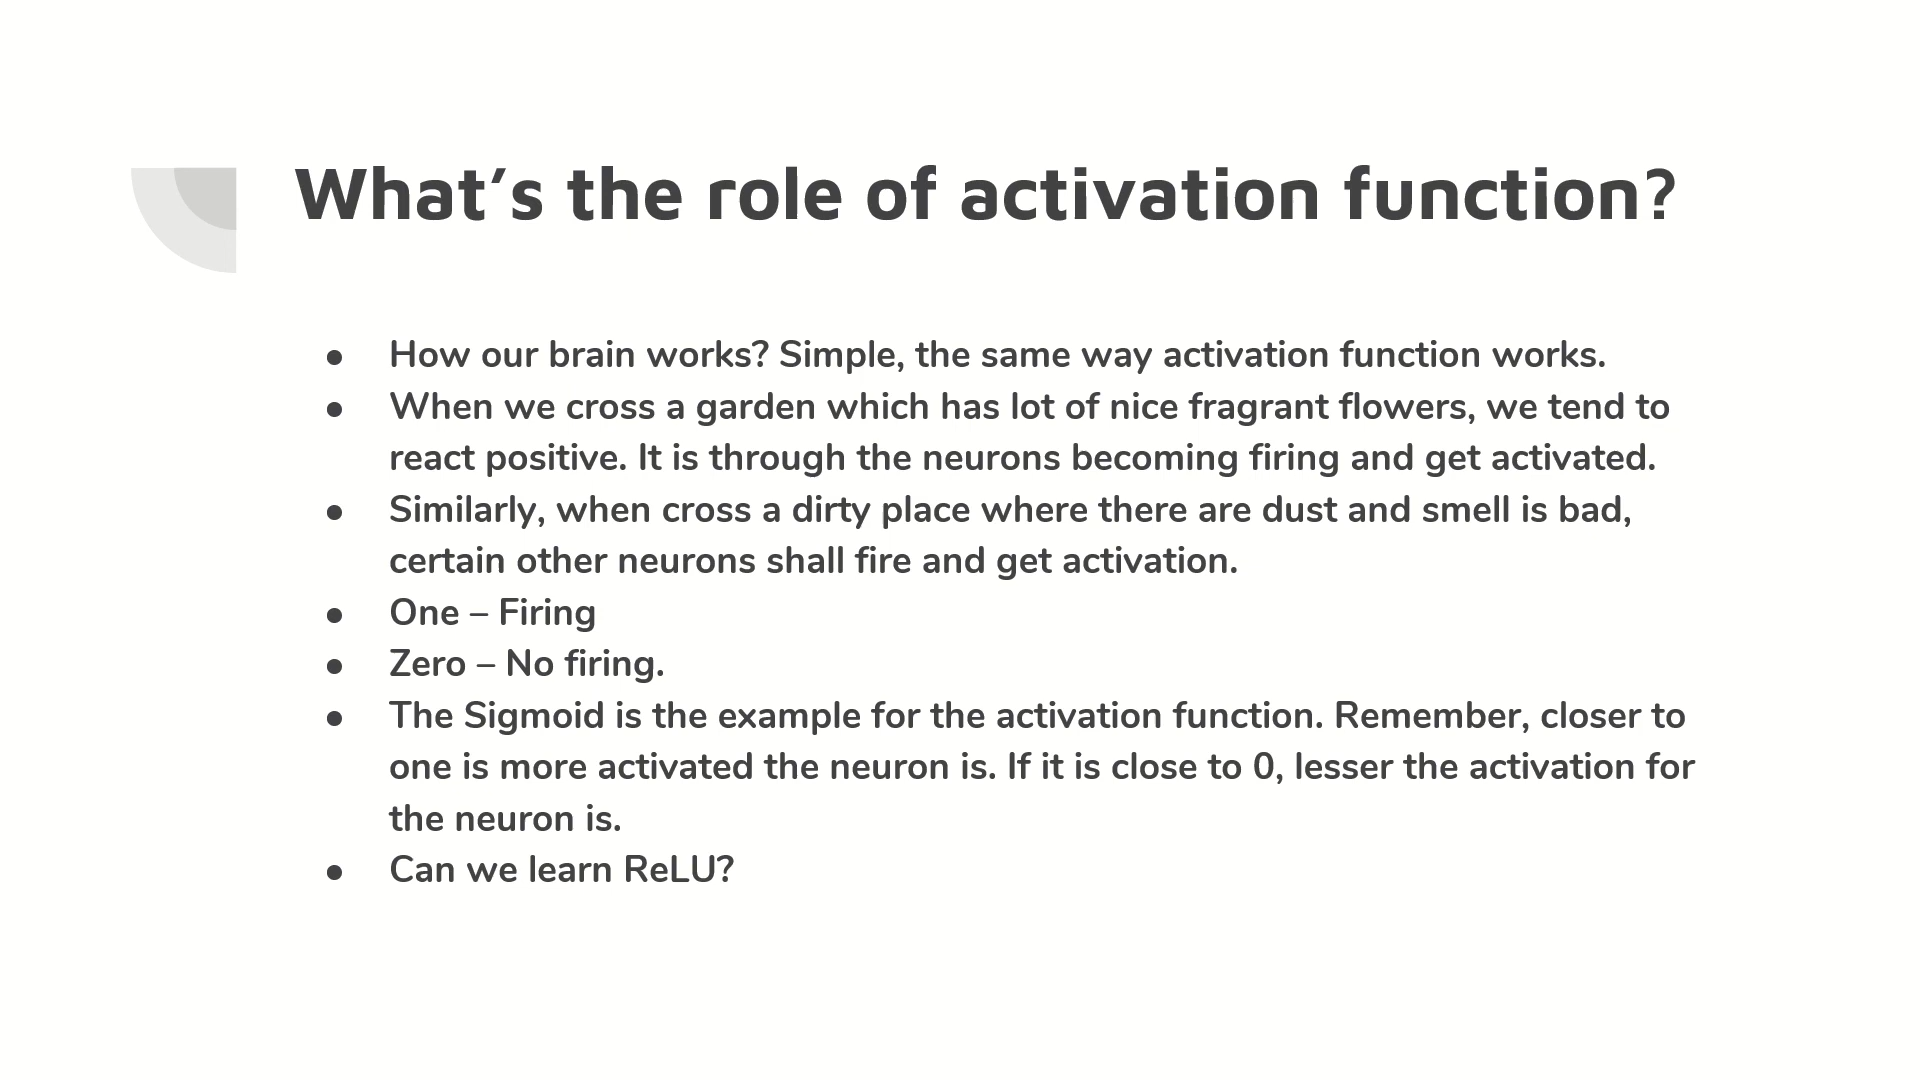 What’s the role of activation function?
● How our brain works? Simple, the same way activation function works.
● When we cross a garden which has lot of nice fragrant flowers, we tend to
react positive. It is through the neurons becoming firing and get activated.
● Similarly, when cross a dirty place where there are dust and smell is bad,
certain other neurons shall fire and get activation.
● One – Firing
● Zero – No firing.
● The Sigmoid is the example for the activation function. Remember, closer to
one is more activated the neuron is. If it is close to 0, lesser the activation for
the neuron is.
● Can we learn ReLU?